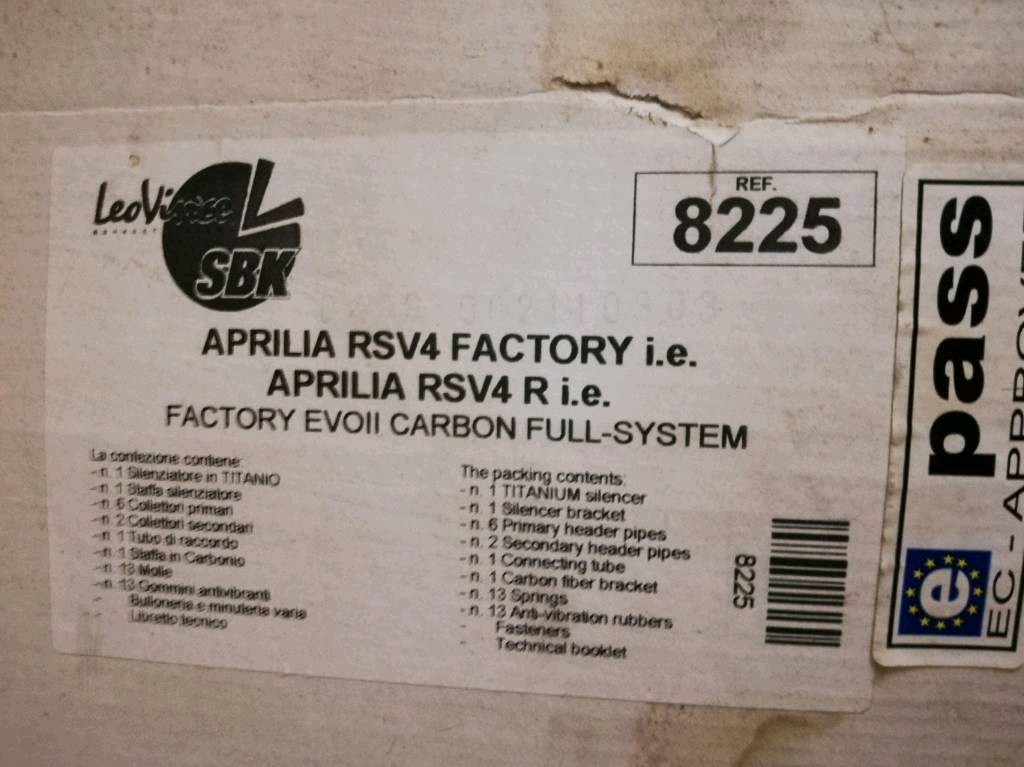 LeoVince
SBK
REF.
8225
APRILIA RSV4 FACTORY i.e.
APRILIA RSV4 R i.e.
FACTORY EVOII CARBON FULL-SYSTEM
La confezione contiene:
- n. 1 Silenziatore in TITANIO
- n. 1 Staffa silenziatore
- n. 6 Collettori primari
- n. 2 Collettori secondari
- n. 1 Tubo di raccordo
- n. 1 Staffa in Carbonio
- n. 13 Molle
- n. 13 Gommini antivibranti
- Bulloneria e minuteria varia
- Libretto tecnico
The packing contents:
- n. 1 TITANIUM silencer
- n. 1 Silencer bracket
- n. 6 Primary header pipes
- n. 2 Secondary header pipes
- n. 1 Connecting tube
- n. 1 Carbon fiber bracket
- n. 13 Springs
- n. 13 Anti-vibration rubbers
- Fasteners
- Technical booklet
8225
e
pass